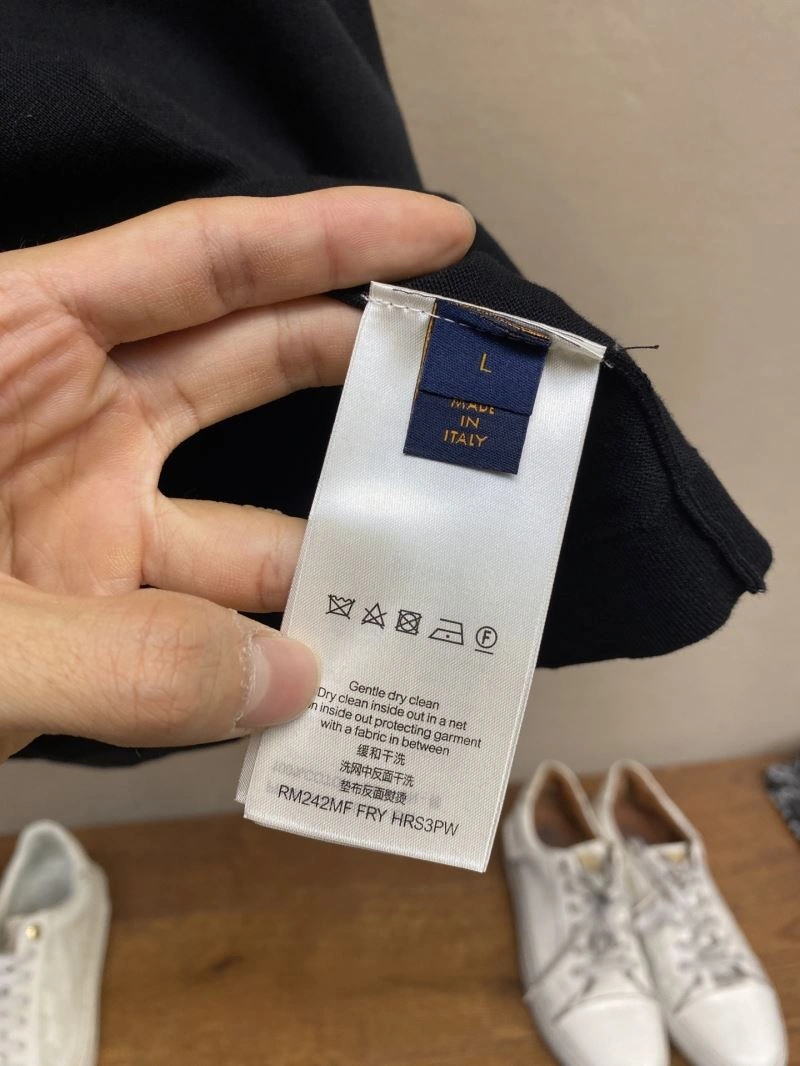 L
MADE
IN
ITALY
F
Gentle dry clean
Dry clean inside out in a net
n inside out protecting garment
with a fabric in between
缓和干洗
洗网中反面干洗
垫布反面熨烫
RM242MF FRY HRS3PW